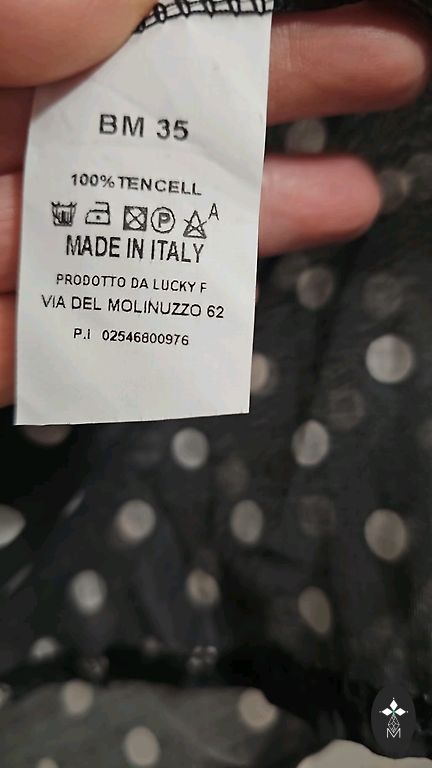 BM 35
100% TENCELL
P A
MADE IN ITALY
PRODOTTO DA LUCKY F
VIA DEL MOLINUZZO 62
P.I 02546800976
M